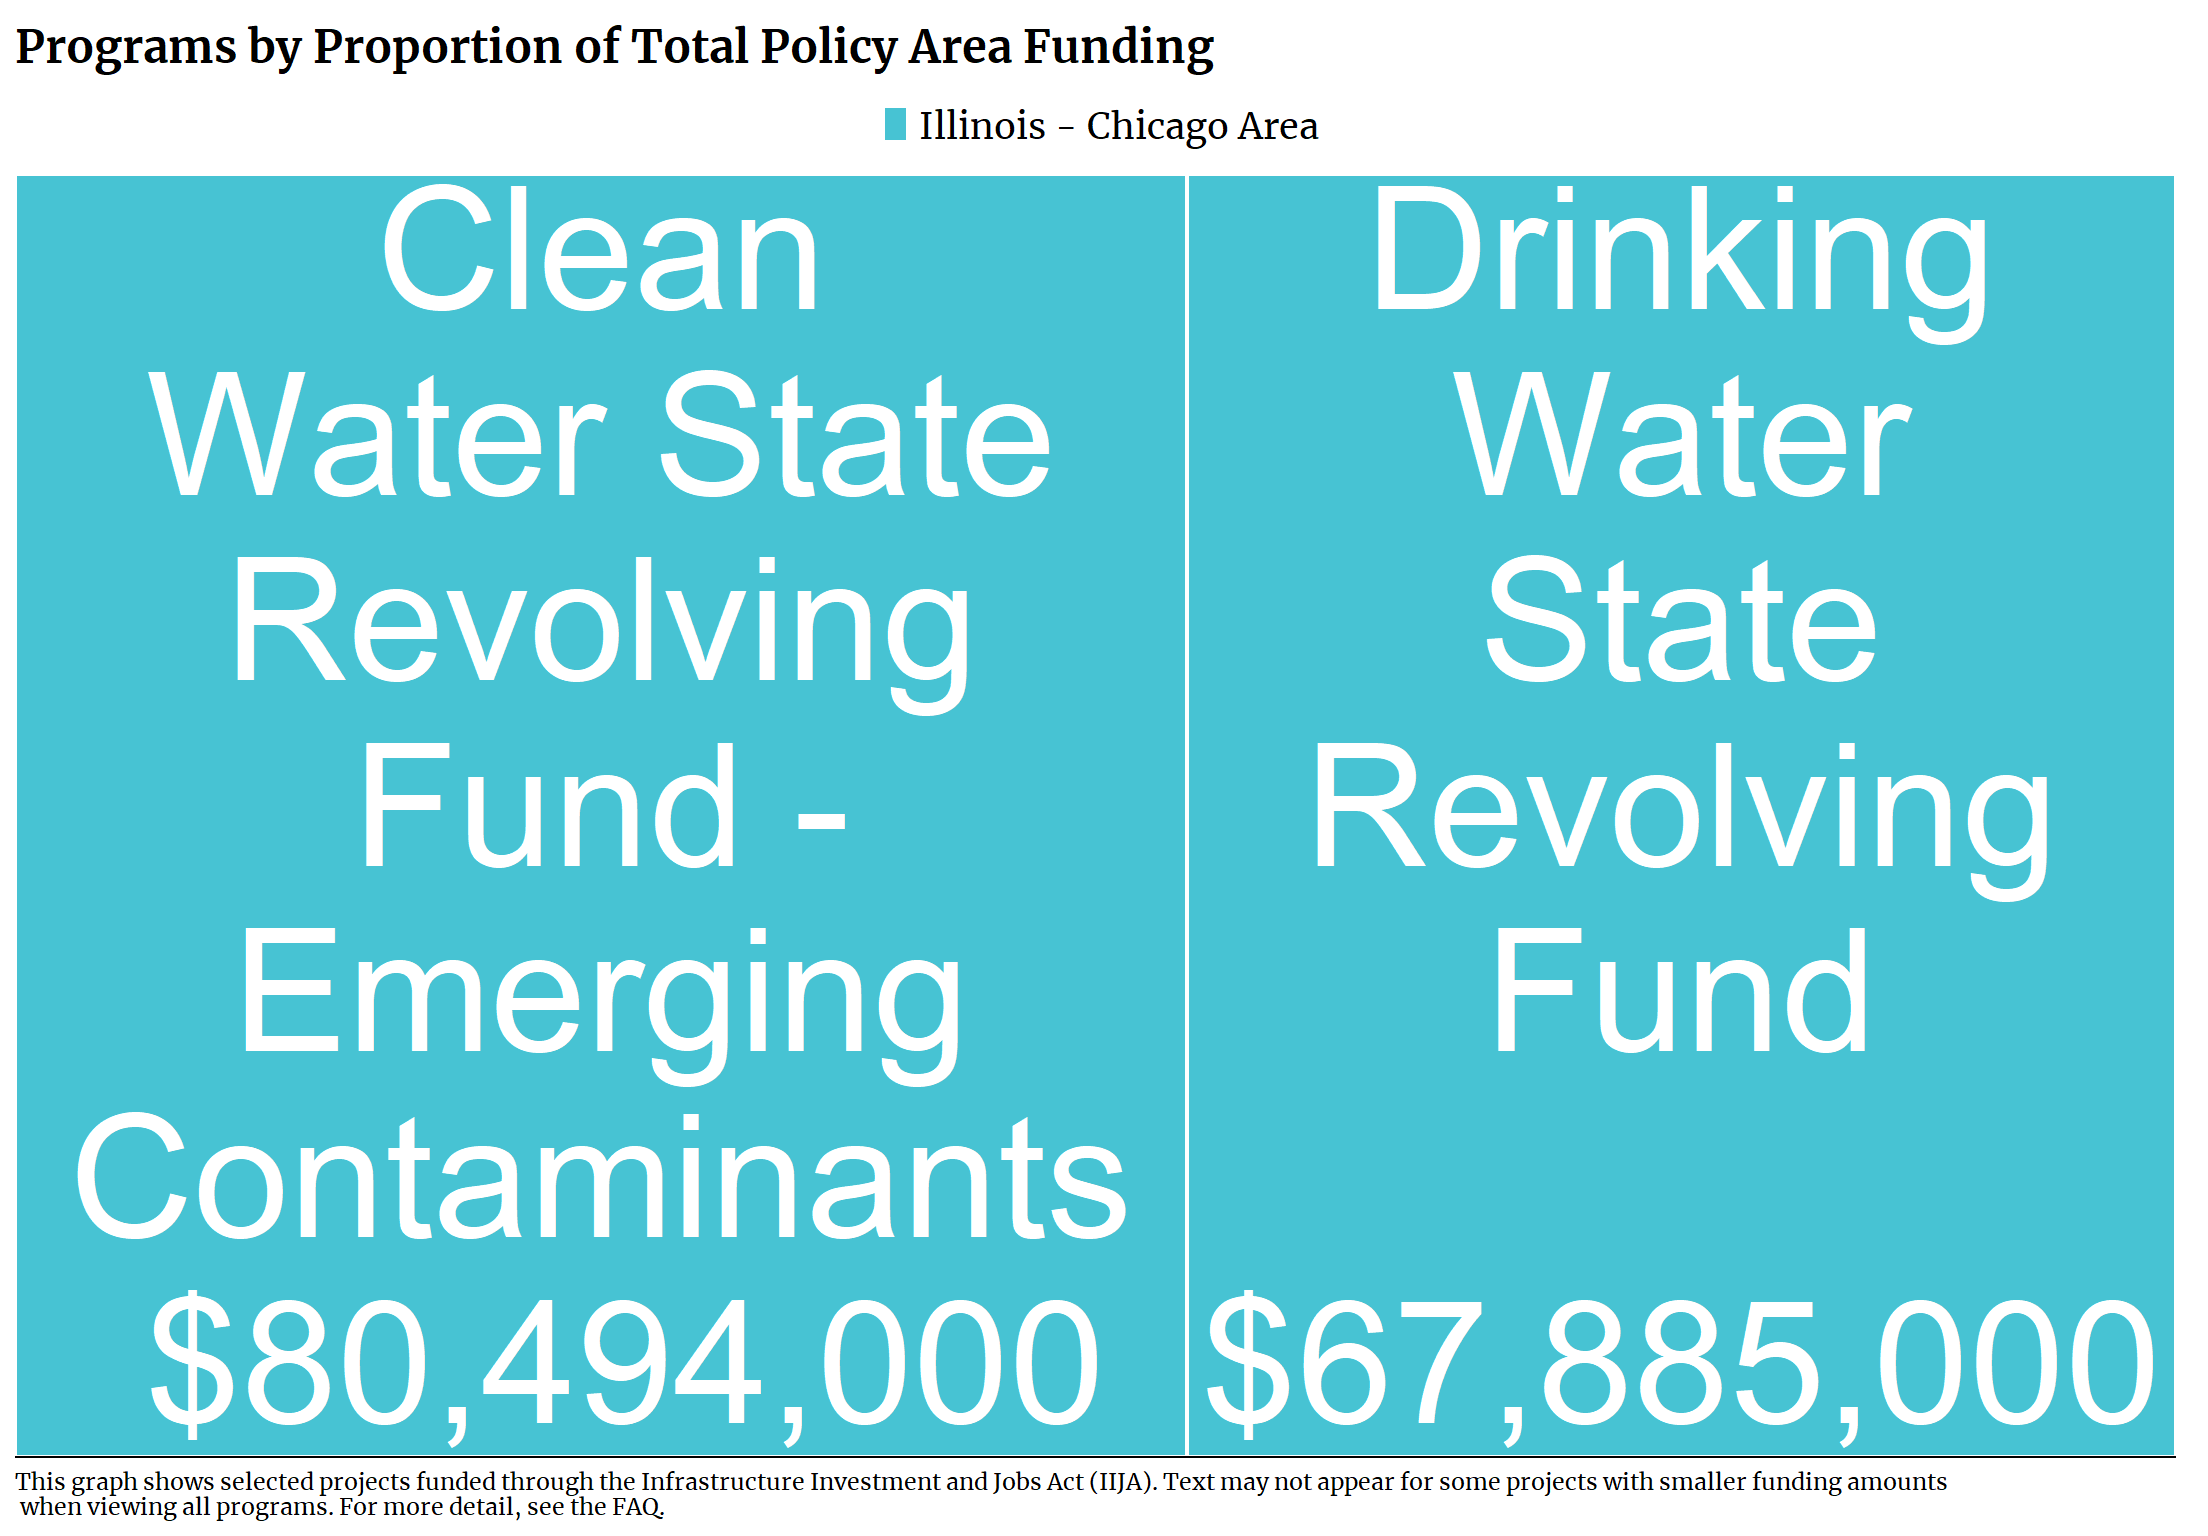 Programs by Proportion of Total Policy Area Funding
Illinois - Chicago Area
Clean
Water State
Revolving
Fund -
Emerging
Contaminants
$80,494,000
Drinking
Water
State
Revolving
Fund
$67,885,000
This graph shows selected projects funded through the Infrastructure Investment and Jobs Act (IIJA). Text may not appear for some projects with smaller funding amounts
when viewing all programs. For more detail, see the FAQ.